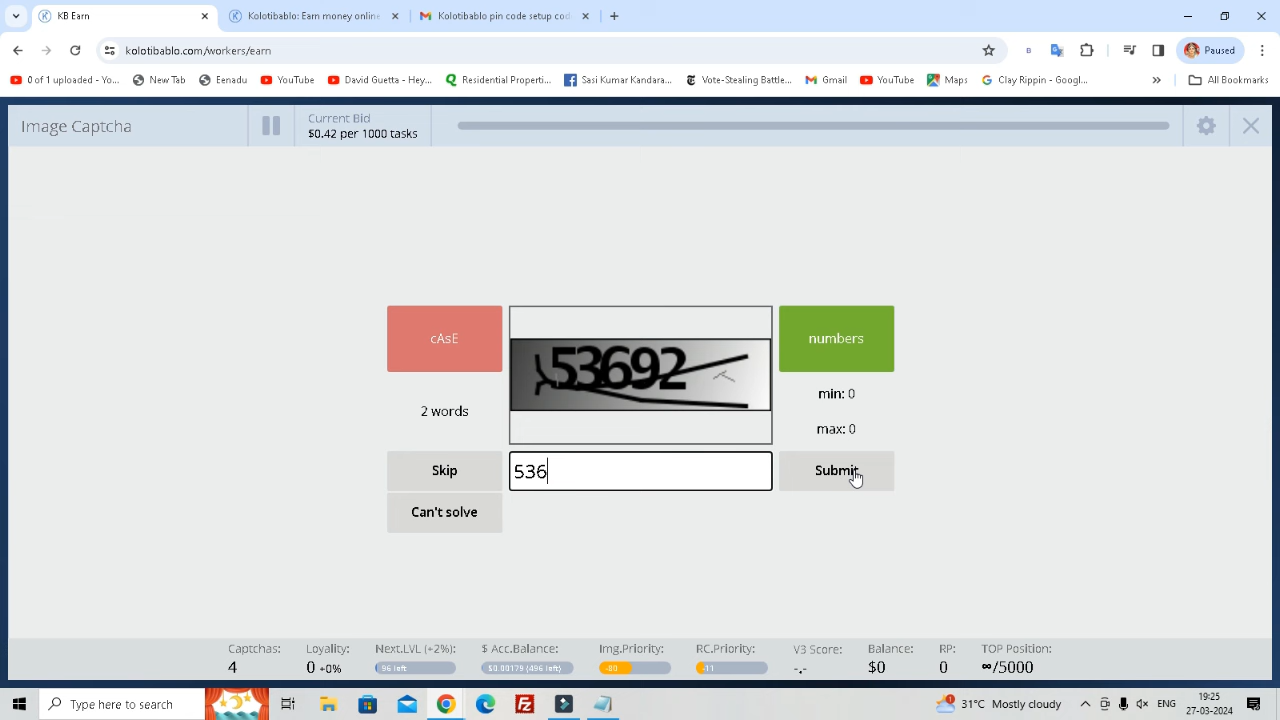 KB Earn
Kolotibablo: Earn money online
Kolotibablo pin code setup cod
kolotibablo.com/workers/earn
Paused
0 of 1 uploaded - Yo...
New Tab
Eenadu
YouTube
David Guetta - Hey...
Residential Properti...
Sasi Kumar Kandara...
Vote-Stealing Battle...
Gmail
YouTube
Maps
Clay Rippin - Googl...
All Bookmarks
Image Captcha
Current Bid
$0.42 per 1000 tasks
cAsE
53692
numbers
2 words
min: 0
max: 0
Skip
536
Submit
Can't solve
Captchas: Loyality: Next.LVL (+2%): $ Acc.Balance: Img.Priority: RC.Priority: V3 Score: Balance: RP: TOP Position:
4 0 +0% 96 left $0.00179 (496 left) -80 -11 -.- $0 0 ∞/5000
Type here to search
31°C Mostly cloudy
ENG
19:25
27-03-2024